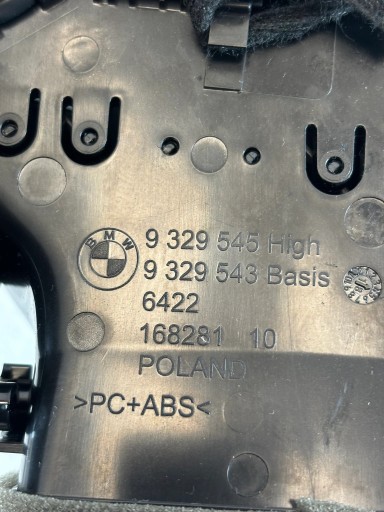 BMW
9 329 545 High
9 329 543 Basis
6422
168281 10
POLAND
>PC+ABS<